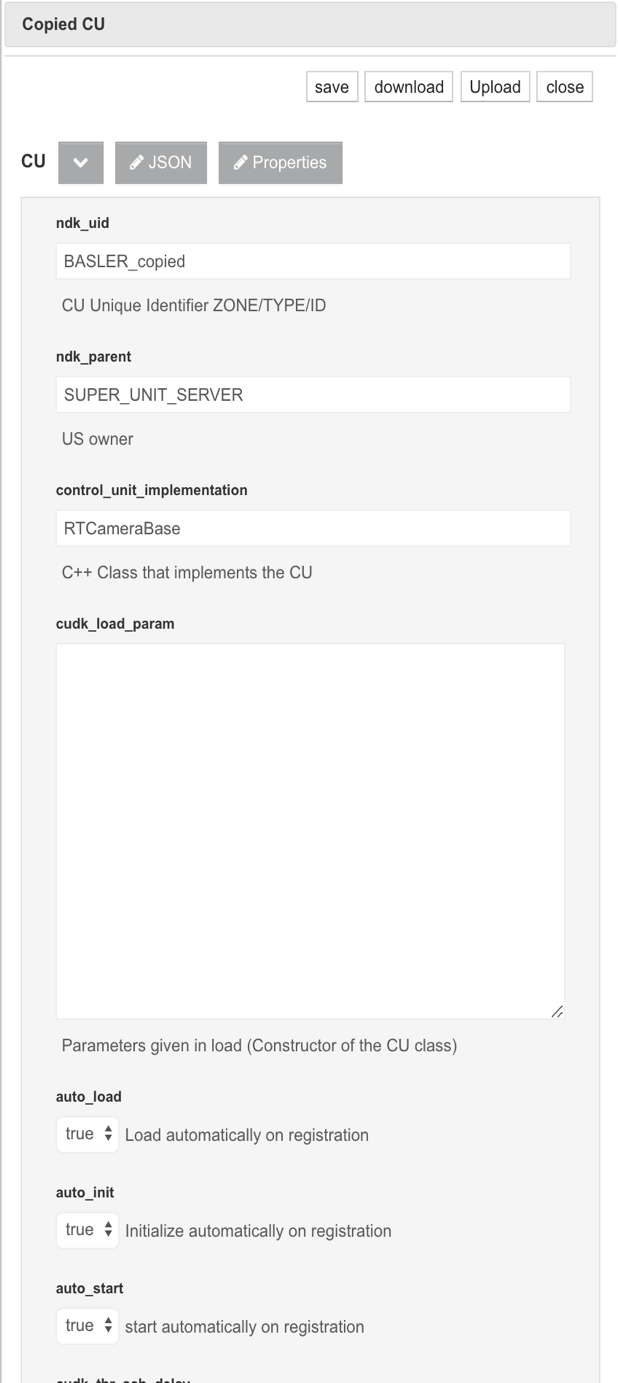 Copied CU
save download Upload close
CU JSON Properties
ndk_uid
BASLER_copied
CU Unique Identifier ZONE/TYPE/ID
ndk_parent
SUPER_UNIT_SERVER
US owner
control_unit_implementation
RTCameraBase
C++ Class that implements the CU
cudk_load_param
Parameters given in load (Constructor of the CU class)
auto_load
true Load automatically on registration
auto_init
true Initialize automatically on registration
auto_start
true start automatically on registration